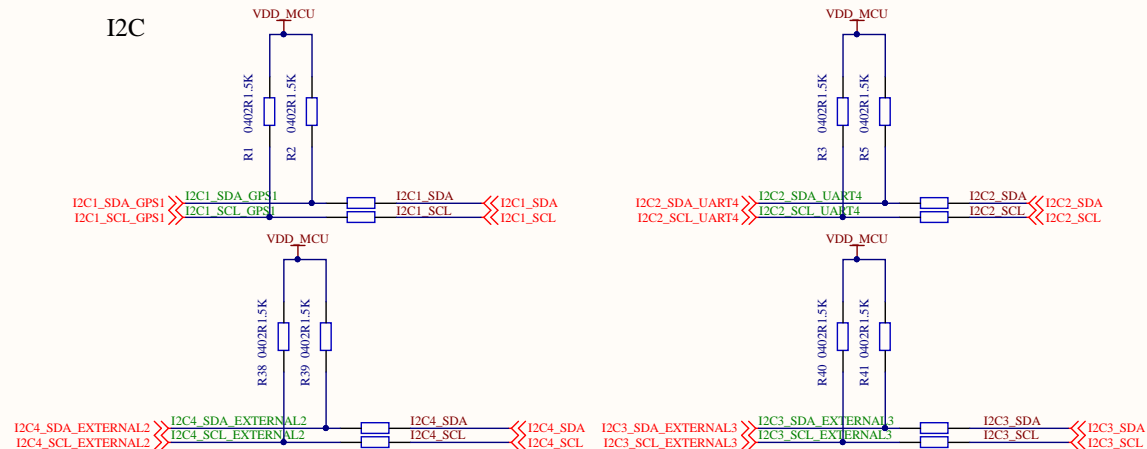 I2C
VDD_MCU
R1 0402R1.5K
R2 0402R1.5K
I2C1_SDA_GPS1 I2C1_SDA_GPS1 I2C1_SDA I2C1_SDA
I2C1_SCL_GPS1 I2C1_SCL_GPS1 I2C1_SCL I2C1_SCL
VDD_MCU
R3 0402R1.5K
R5 0402R1.5K
I2C2_SDA_UART4 I2C2_SDA_UART4 I2C2_SDA I2C2_SDA
I2C2_SCL_UART4 I2C2_SCL_UART4 I2C2_SCL I2C2_SCL
VDD_MCU
R38 0402R1.5K
R39 0402R1.5K
I2C4_SDA_EXTERNAL2 I2C4_SDA_EXTERNAL2 I2C4_SDA I2C4_SDA
I2C4_SCL_EXTERNAL2 I2C4_SCL_EXTERNAL2 I2C4_SCL I2C4_SCL
VDD_MCU
R40 0402R1.5K
R41 0402R1.5K
I2C3_SDA_EXTERNAL3 I2C3_SDA_EXTERNAL3 I2C3_SDA I2C3_SDA
I2C3_SCL_EXTERNAL3 I2C3_SCL_EXTERNAL3 I2C3_SCL I2C3_SCL